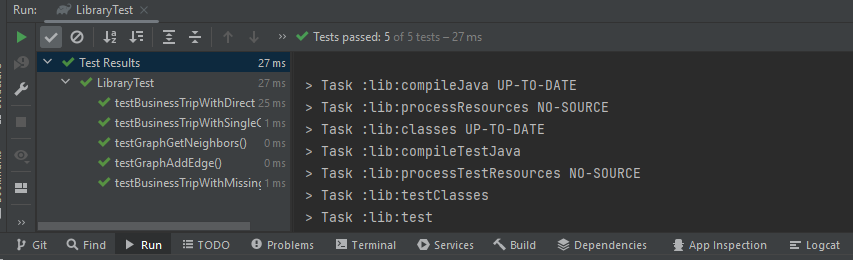 Run: LibraryTest
Tests passed: 5 of 5 tests – 27 ms
Test Results 27 ms
LibraryTest 27 ms
testBusinessTripWithDirect 25 ms
testBusinessTripWithSingle 1 ms
testGraphGetNeighbors() 0 ms
testGraphAddEdge() 0 ms
testBusinessTripWithMissing 1 ms
> Task :lib:compileJava UP-TO-DATE
> Task :lib:processResources NO-SOURCE
> Task :lib:classes UP-TO-DATE
> Task :lib:compileTestJava
> Task :lib:processTestResources NO-SOURCE
> Task :lib:testClasses
> Task :lib:test
Git Find Run TODO Problems Terminal Services Build Dependencies App Inspection Logcat